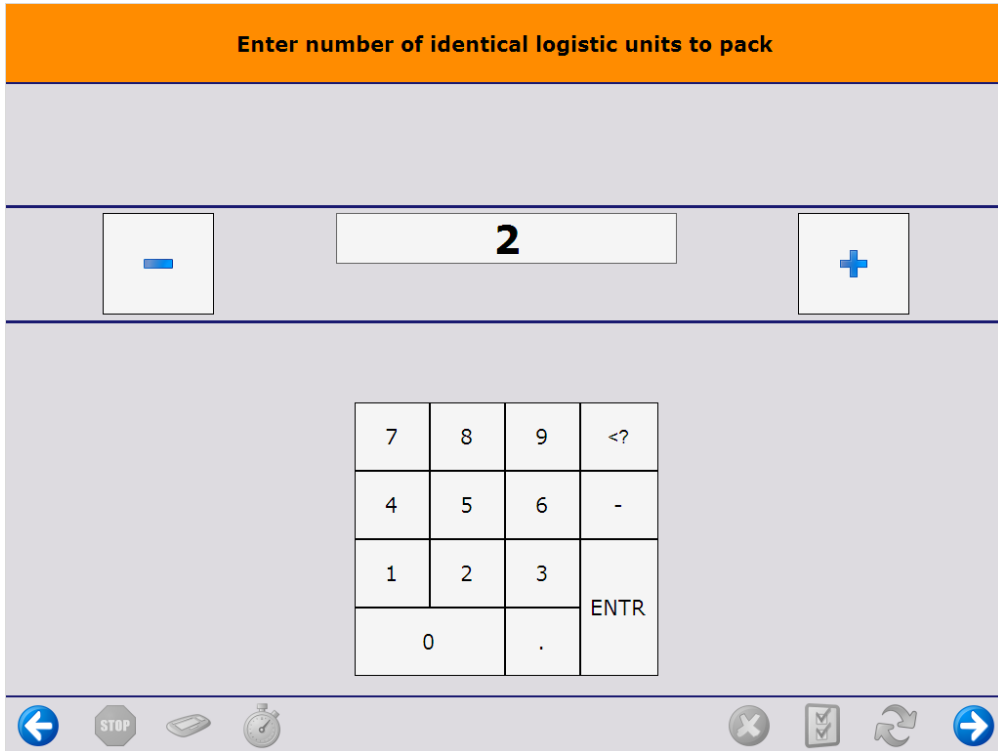 Enter number of identical logistic units to pack
2
7 8 9 <?
4 5 6 -
1 2 3
ENTR
0 .
STOP